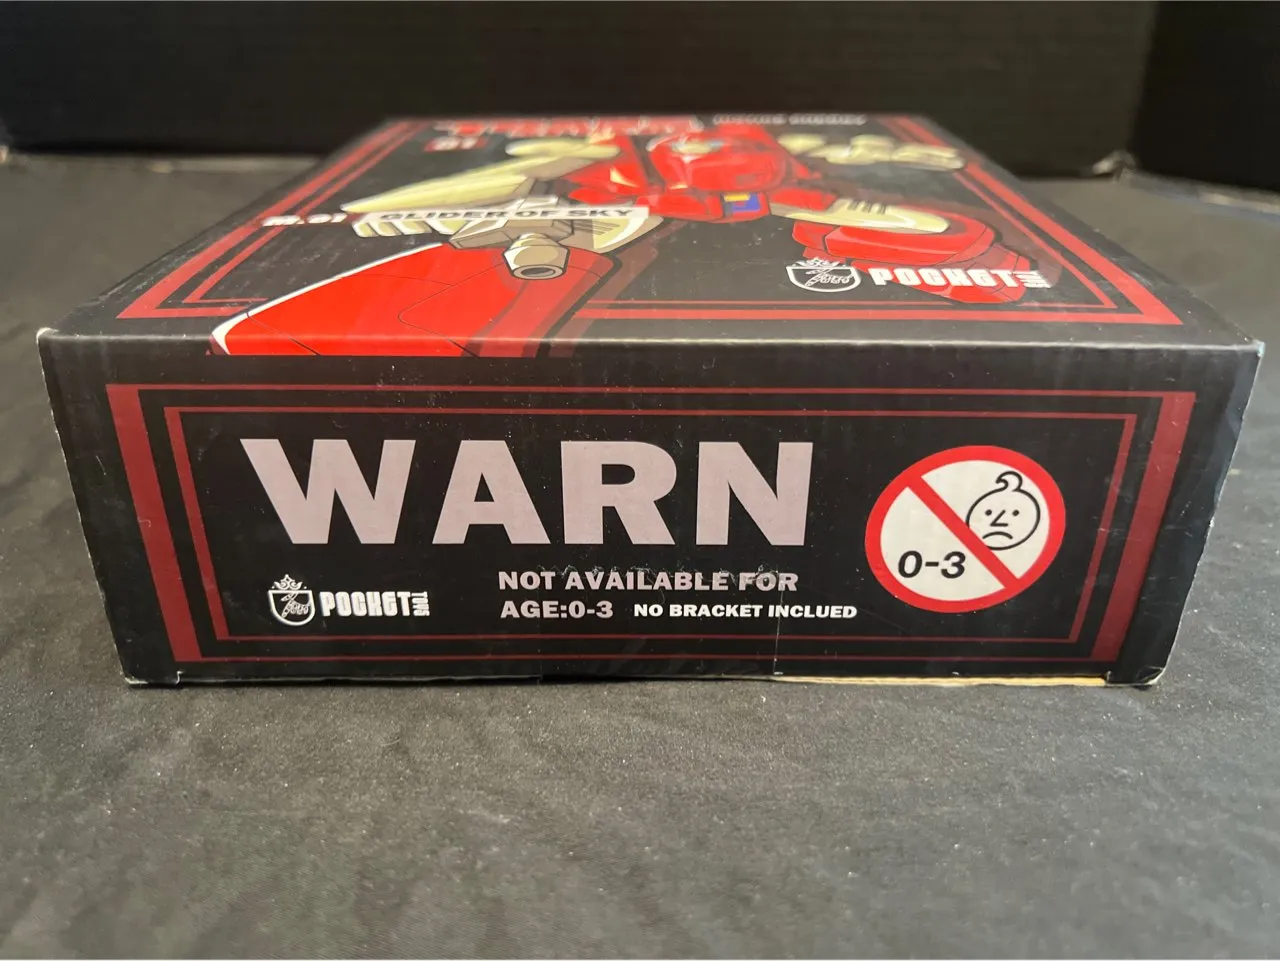 01
GLIDER OF SKY
POCKET
TOYS
WARN
NOT AVAILABLE FOR
AGE:0-3 NO BRACKET INCLUED
POCKET
TOYS
0-3